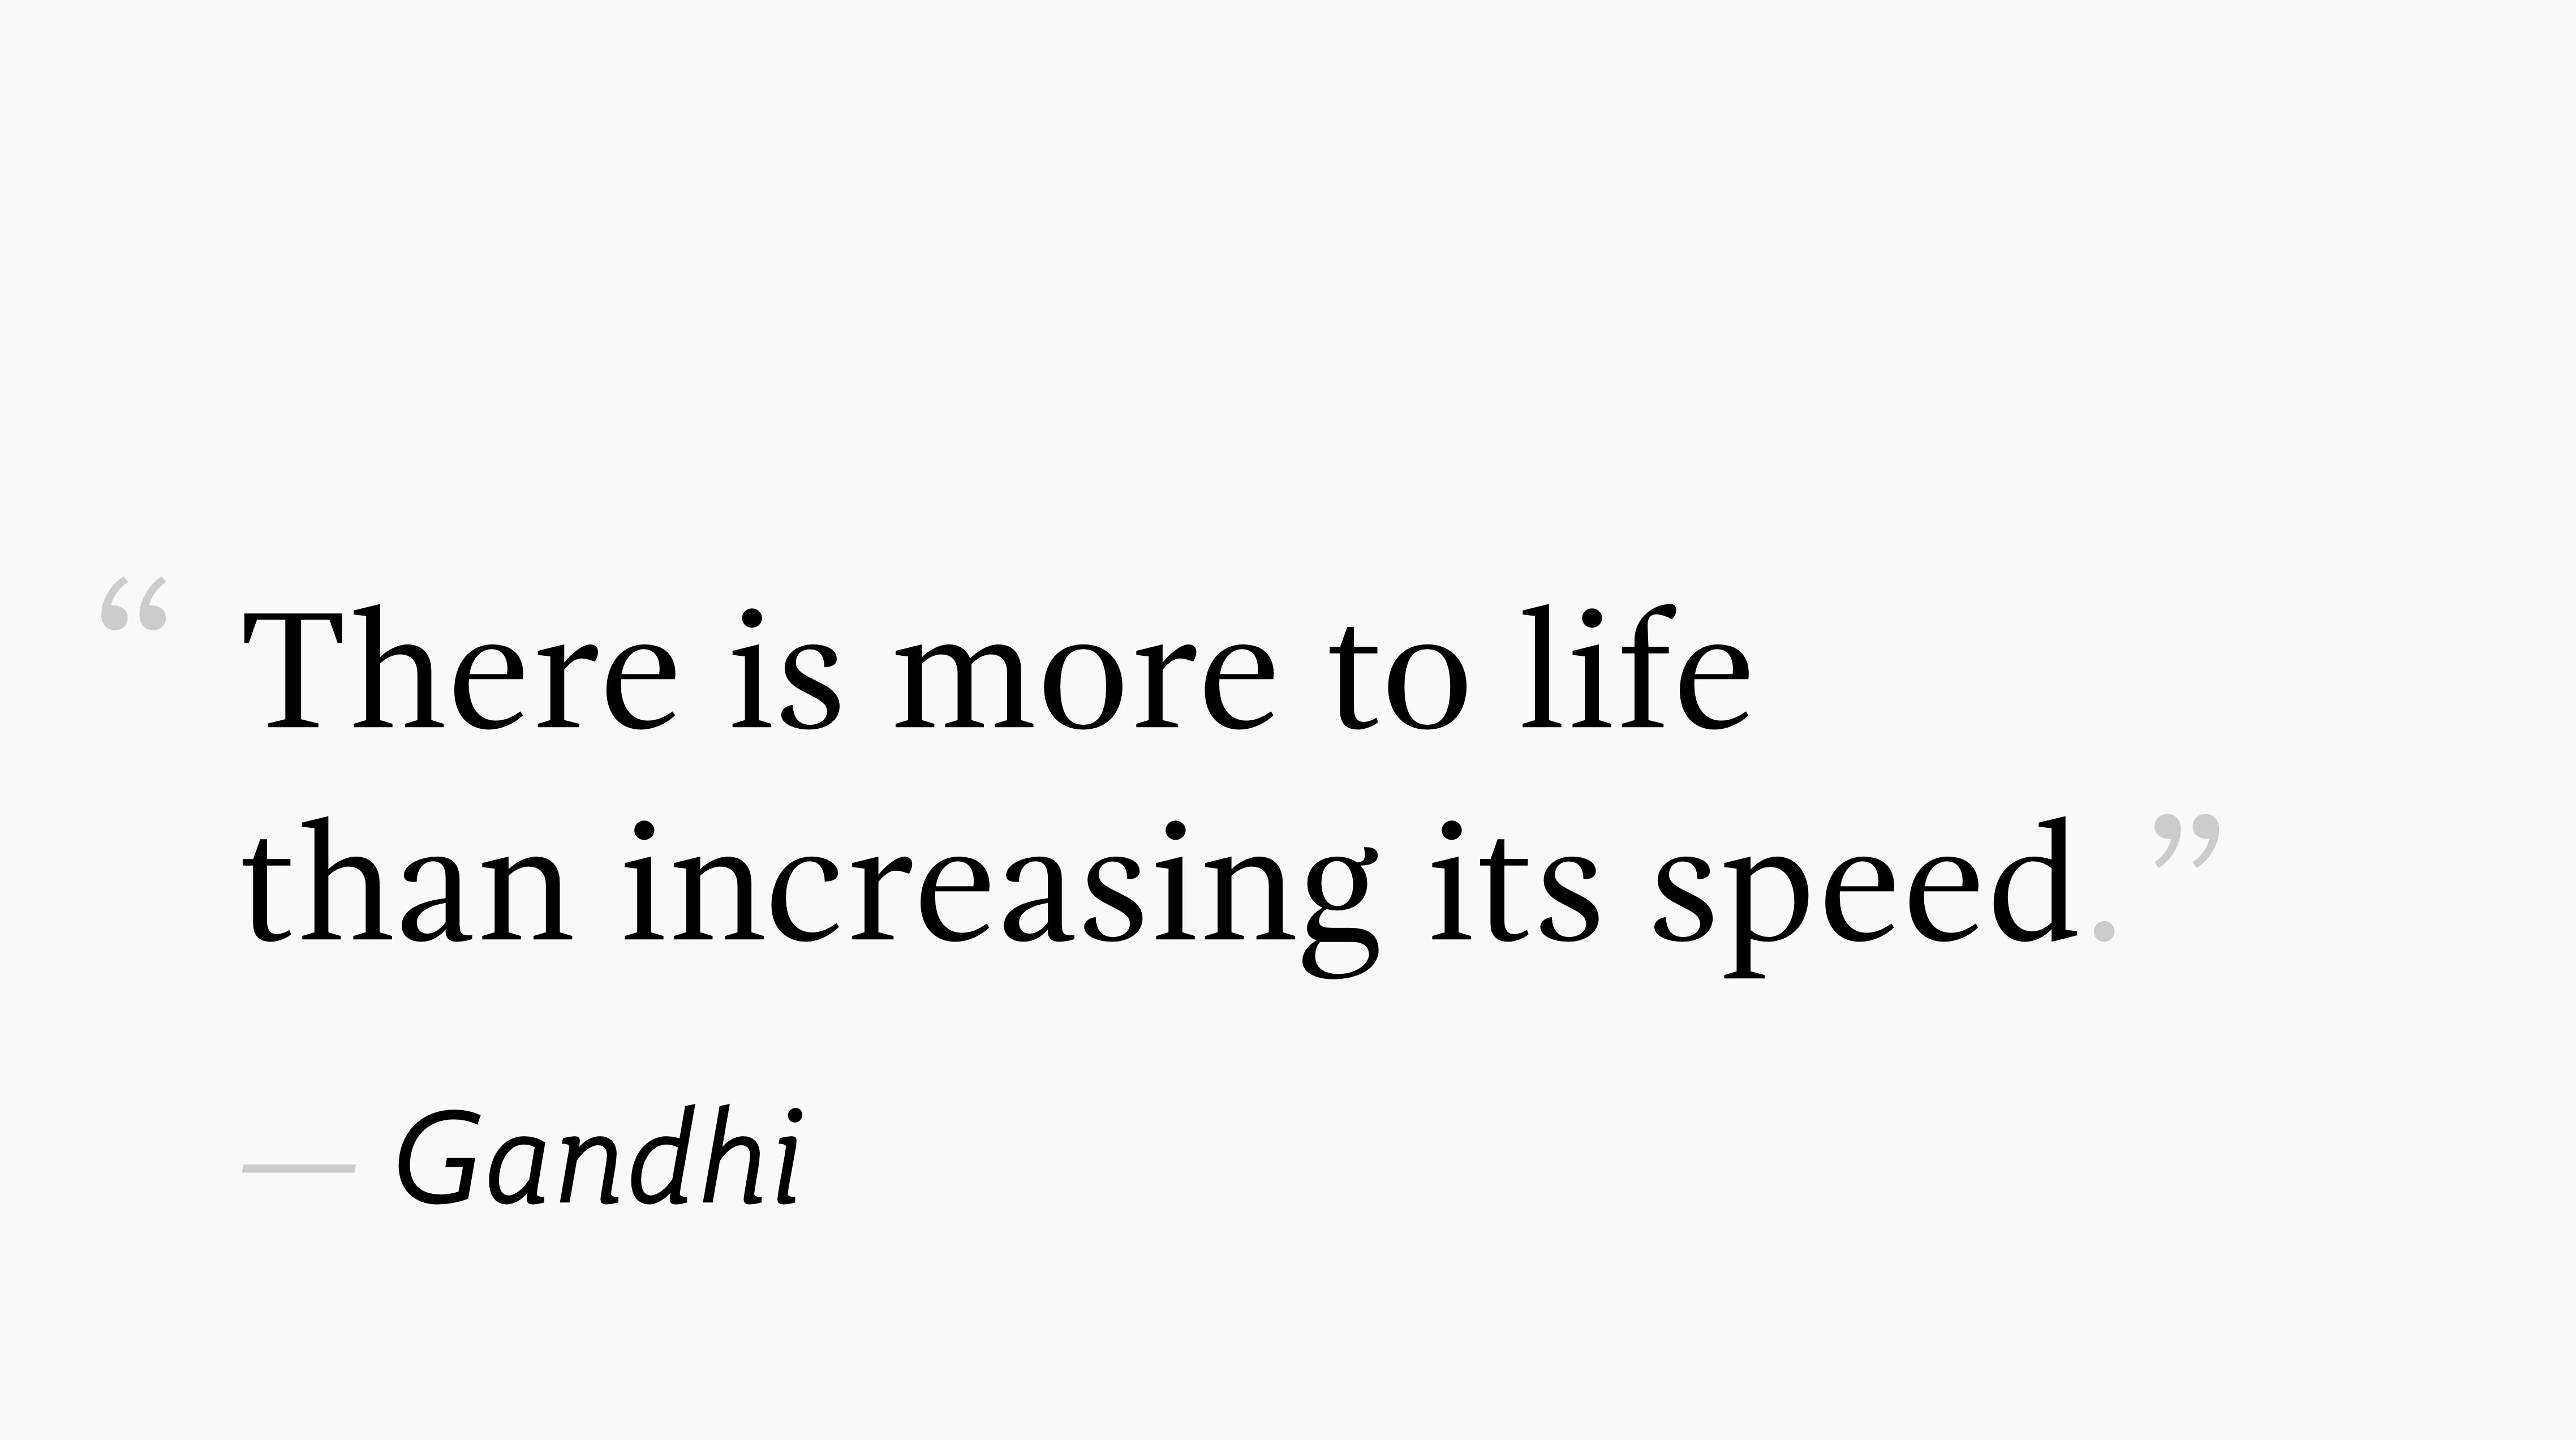 “There is more to life
than increasing its speed.”
— Gandhi